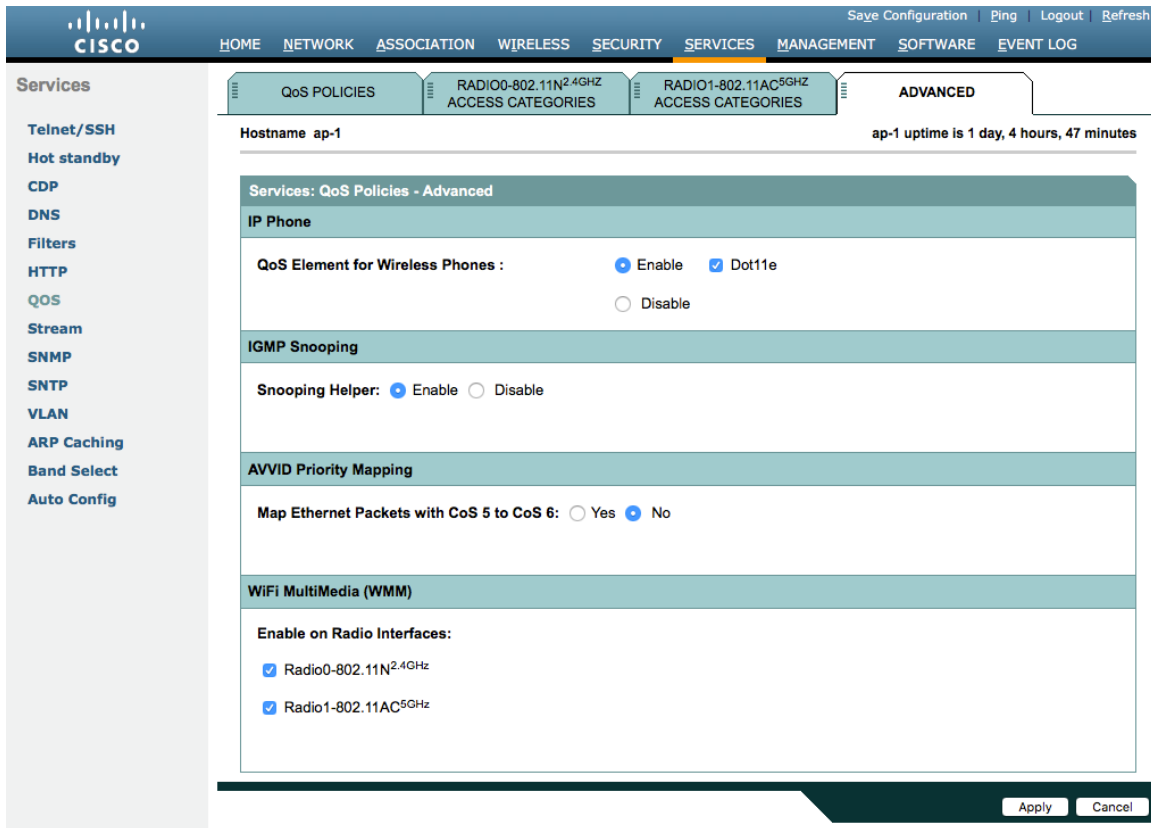 Save Configuration | Ping | Logout | Refresh
CISCO
HOME NETWORK ASSOCIATION WIRELESS SECURITY SERVICES MANAGEMENT SOFTWARE EVENT LOG
Services
Telnet/SSH
Hot standby
CDP
DNS
Filters
HTTP
QOS
Stream
SNMP
SNTP
VLAN
ARP Caching
Band Select
Auto Config
QoS POLICIES
RADIO0-802.11N2.4GHZ
ACCESS CATEGORIES
RADIO1-802.11AC5GHZ
ACCESS CATEGORIES
ADVANCED
Hostname ap-1
ap-1 uptime is 1 day, 4 hours, 47 minutes
Services: QoS Policies - Advanced
IP Phone
QoS Element for Wireless Phones : Enable Dot11e
Disable
IGMP Snooping
Snooping Helper: Enable Disable
AVVID Priority Mapping
Map Ethernet Packets with CoS 5 to CoS 6: Yes No
WiFi MultiMedia (WMM)
Enable on Radio Interfaces:
Radio0-802.11N2.4GHz
Radio1-802.11AC5GHz
Apply Cancel